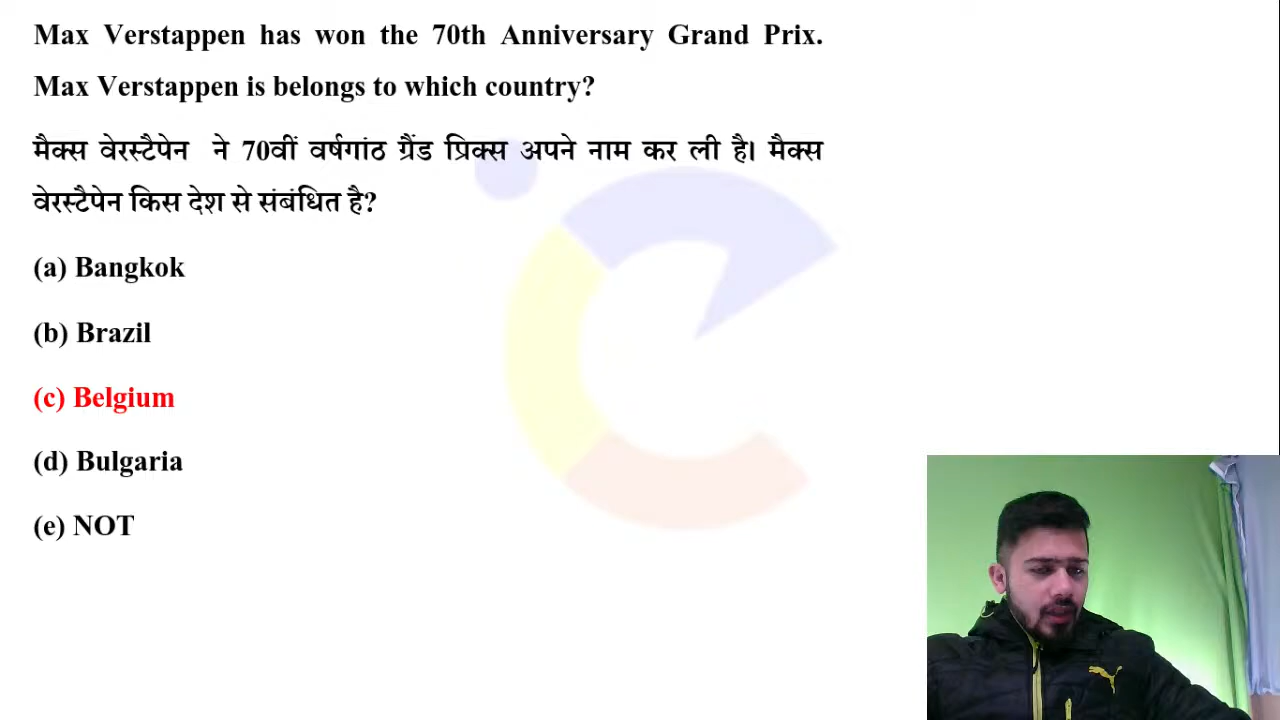 Max Verstappen has won the 70th Anniversary Grand Prix.
Max Verstappen is belongs to which country?
मैक्स वेरस्टैपेन ने 70वीं वर्षगांठ ग्रैंड प्रिक्स अपने नाम कर ली है। मैक्स
वेरस्टैपेन किस देश से संबंधित है?
(a) Bangkok
(b) Brazil
(c) Belgium
(d) Bulgaria
(e) NOT